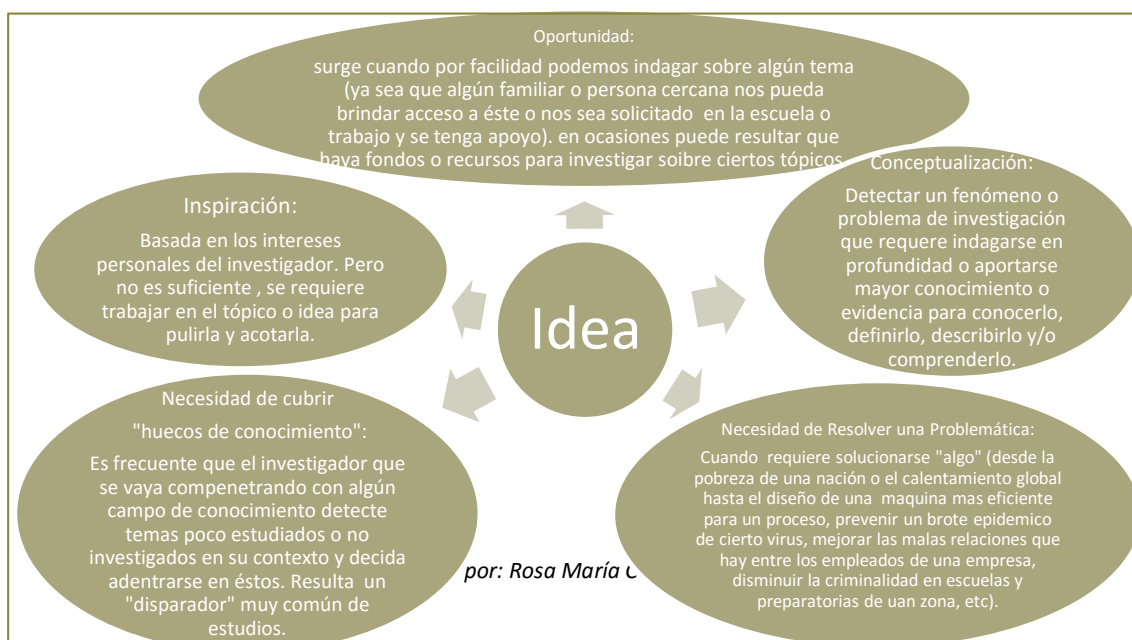 Oportunidad:
surge cuando por facilidad podemos indagar sobre algún tema
(ya sea que algún familiar o persona cercana nos pueda
brindar acceso a éste o nos sea solicitado en la escuela o
trabajo y se tenga apoyo). en ocasiones puede resultar que
haya fondos o recursos para investigar soibre ciertos tópicos
Inspiración:
Basada en los intereses
personales del investigador. Pero
no es suficiente , se requiere
trabajar en el tópico o idea para
pulirla y acotarla.
Conceptualización:
Detectar un fenómeno o
problema de investigación
que requere indagarse en
profundidad o aportarse
mayor conocimiento o
evidencia para conocerlo,
definirlo, describirlo y/o
comprenderlo.
Idea
Necesidad de cubrir
"huecos de conocimiento":
Es frecuente que el investigador que
se vaya compenetrando con algún
campo de conocimiento detecte
temas poco estudiados o no
investigados en su contexto y decida
adentrarse en éstos. Resulta un
"disparador" muy común de
estudios.
Necesidad de Resolver una Problemática:
Cuando requiere solucionarse "algo" (desde la
pobreza de una nación o el calentamiento global
hasta el diseño de una maquina mas eficiente
para un proceso, prevenir un brote epidemico
de cierto virus, mejorar las malas relaciones que
hay entre los empleados de una empresa,
disminuir la criminalidad en escuelas y
preparatorias de uan zona, etc).
por: Rosa María